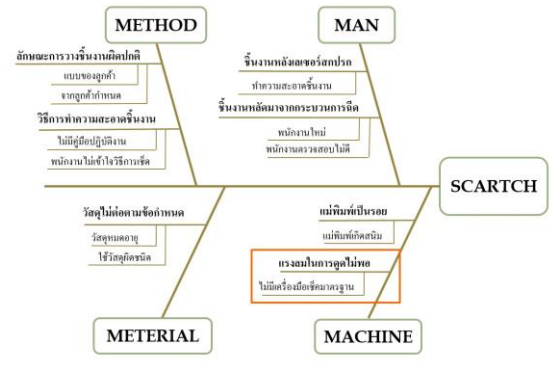 METHOD
MAN
ลักษณะการวางชิ้นงานผิดปกติ
แบบของลูกค้า
จากลูกค้ากำหนด
วิธีการทำความสะอาดชิ้นงาน
ไม่มีคู่มือปฏิบัติงาน
พนักงานไม่เข้าใจวิธีการเช็ด
ชิ้นงานหลังเลเซอร์สกปรก
ทำความสะอาดชิ้นงาน
ชิ้นงานหลัดมาจากกระบวนการฉีด
พนักงานใหม่
พนักงานตรวจสอบไม่ดี
SCARTCH
วัสดุไม่ต่อตามข้อกำหนด
วัสดุหมดอายุ
ใช้วัสดุผิดชนิด
แม่พิมพ์เป็นรอย
แม่พิมพ์เกิดสนิม
แรงลมในการดูดไม่พอ
ไม่มีเครื่องมือเช็คมาตรฐาน
METERIAL
MACHINE